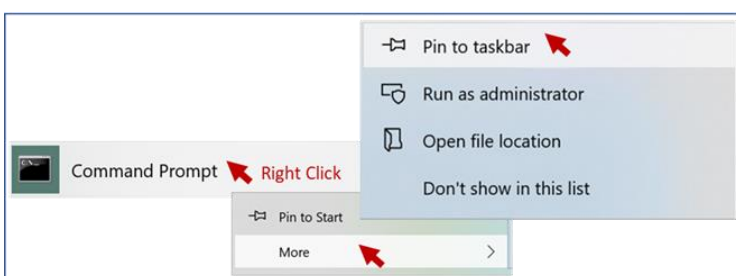 Pin to taskbar
Run as administrator
Open file location
Don't show in this list
Command Prompt Right Click
Pin to Start
More